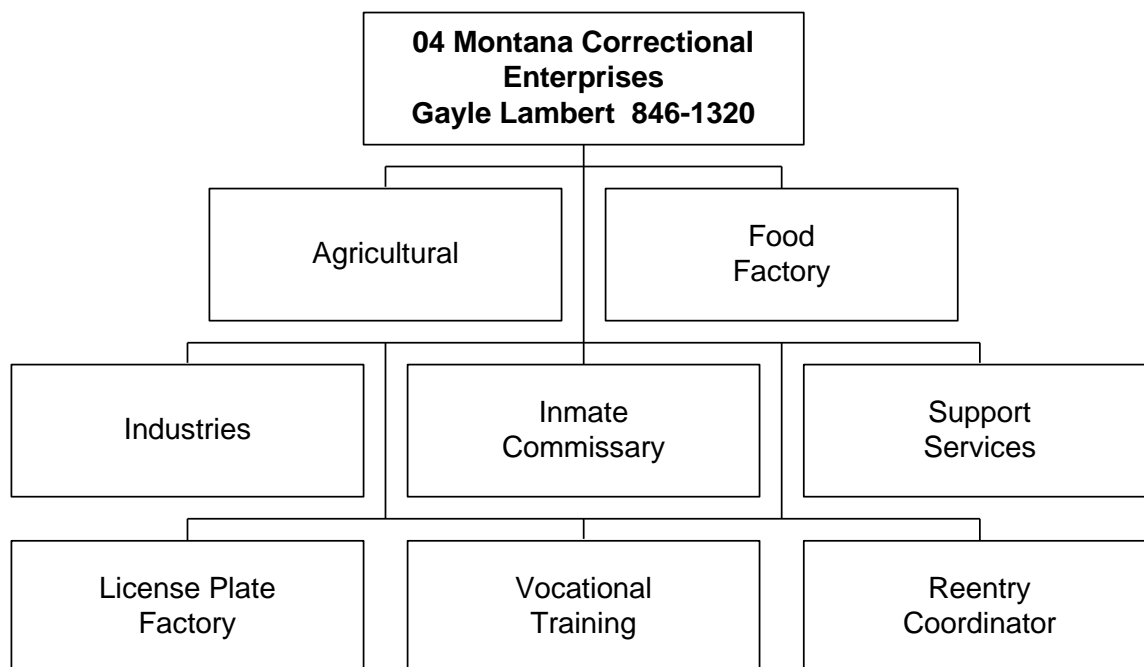 04 Montana Correctional
Enterprises
Gayle Lambert 846-1320
Agricultural
Food
Factory
Industries
Inmate
Commissary
Support
Services
License Plate
Factory
Vocational
Training
Reentry
Coordinator